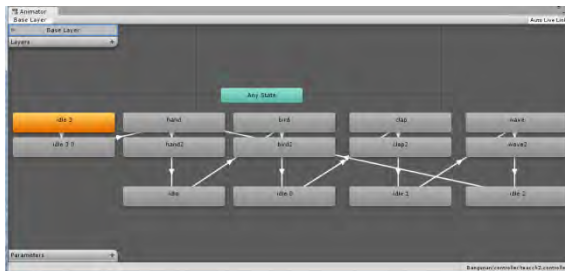 Animator
Base Layer
Auto Live Link
Base Layer
Layers
+
Any State
idle 3
hand
bird
clap
wave
idle 3 0
hand2
bird2
clap2
wave2
idle
idle 0
idle 1
idle 2
Parameters
+